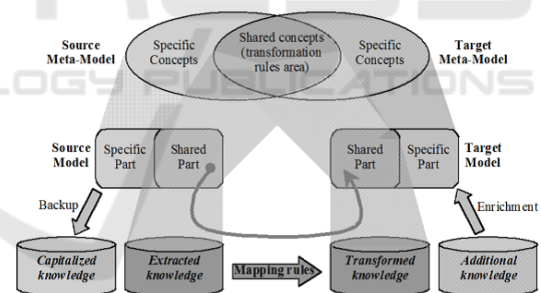 Source
Meta-Model
Specific
Concepts
Shared concepts
(transformation
rules area)
Specific
Concepts
Target
Meta-Model
LOGY PUBLICATIONS
Source
Model
Specific
Part
Shared
Part
Shared
Part
Specific
Part
Target
Model
Backup
Enrichment
Capitalized
knowledge
Extracted
knowledge
Mapping rules
Transformed
knowledge
Additional
knowledge